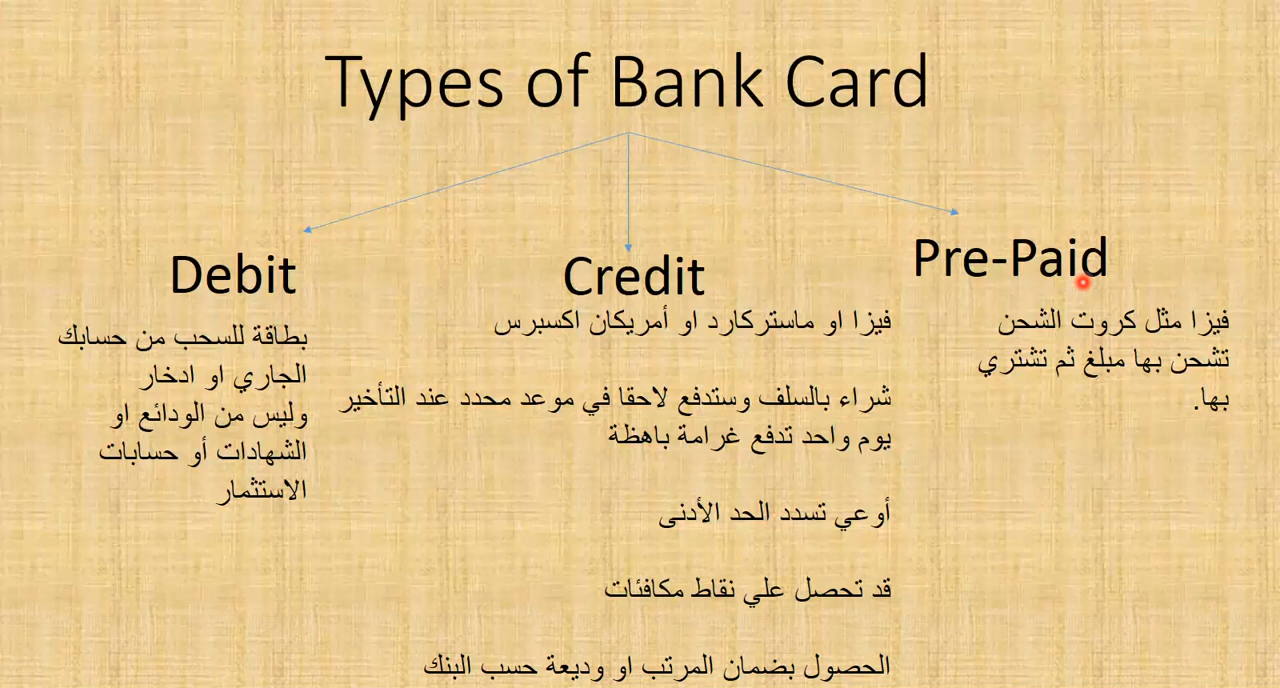 Types of Bank Card
Debit
بطاقة للسحب من حسابك
الجاري او ادخار
وليس من الودائع او
الشهادات أو حسابات
الاستثمار
Credit
فيزا او ماستركارد او أمريكان اكسبرس
شراء بالسلف وستدفع لاحقا في موعد محدد عند التأخير
يوم واحد تدفع غرامة باهظة
أوعي تسدد الحد الأدنى
قد تحصل علي نقاط مكافئات
الحصول بضمان المرتب او وديعة حسب البنك
Pre-Paid
فيزا مثل كروت الشحن
تشحن بها مبلغ ثم تشتري
بها.